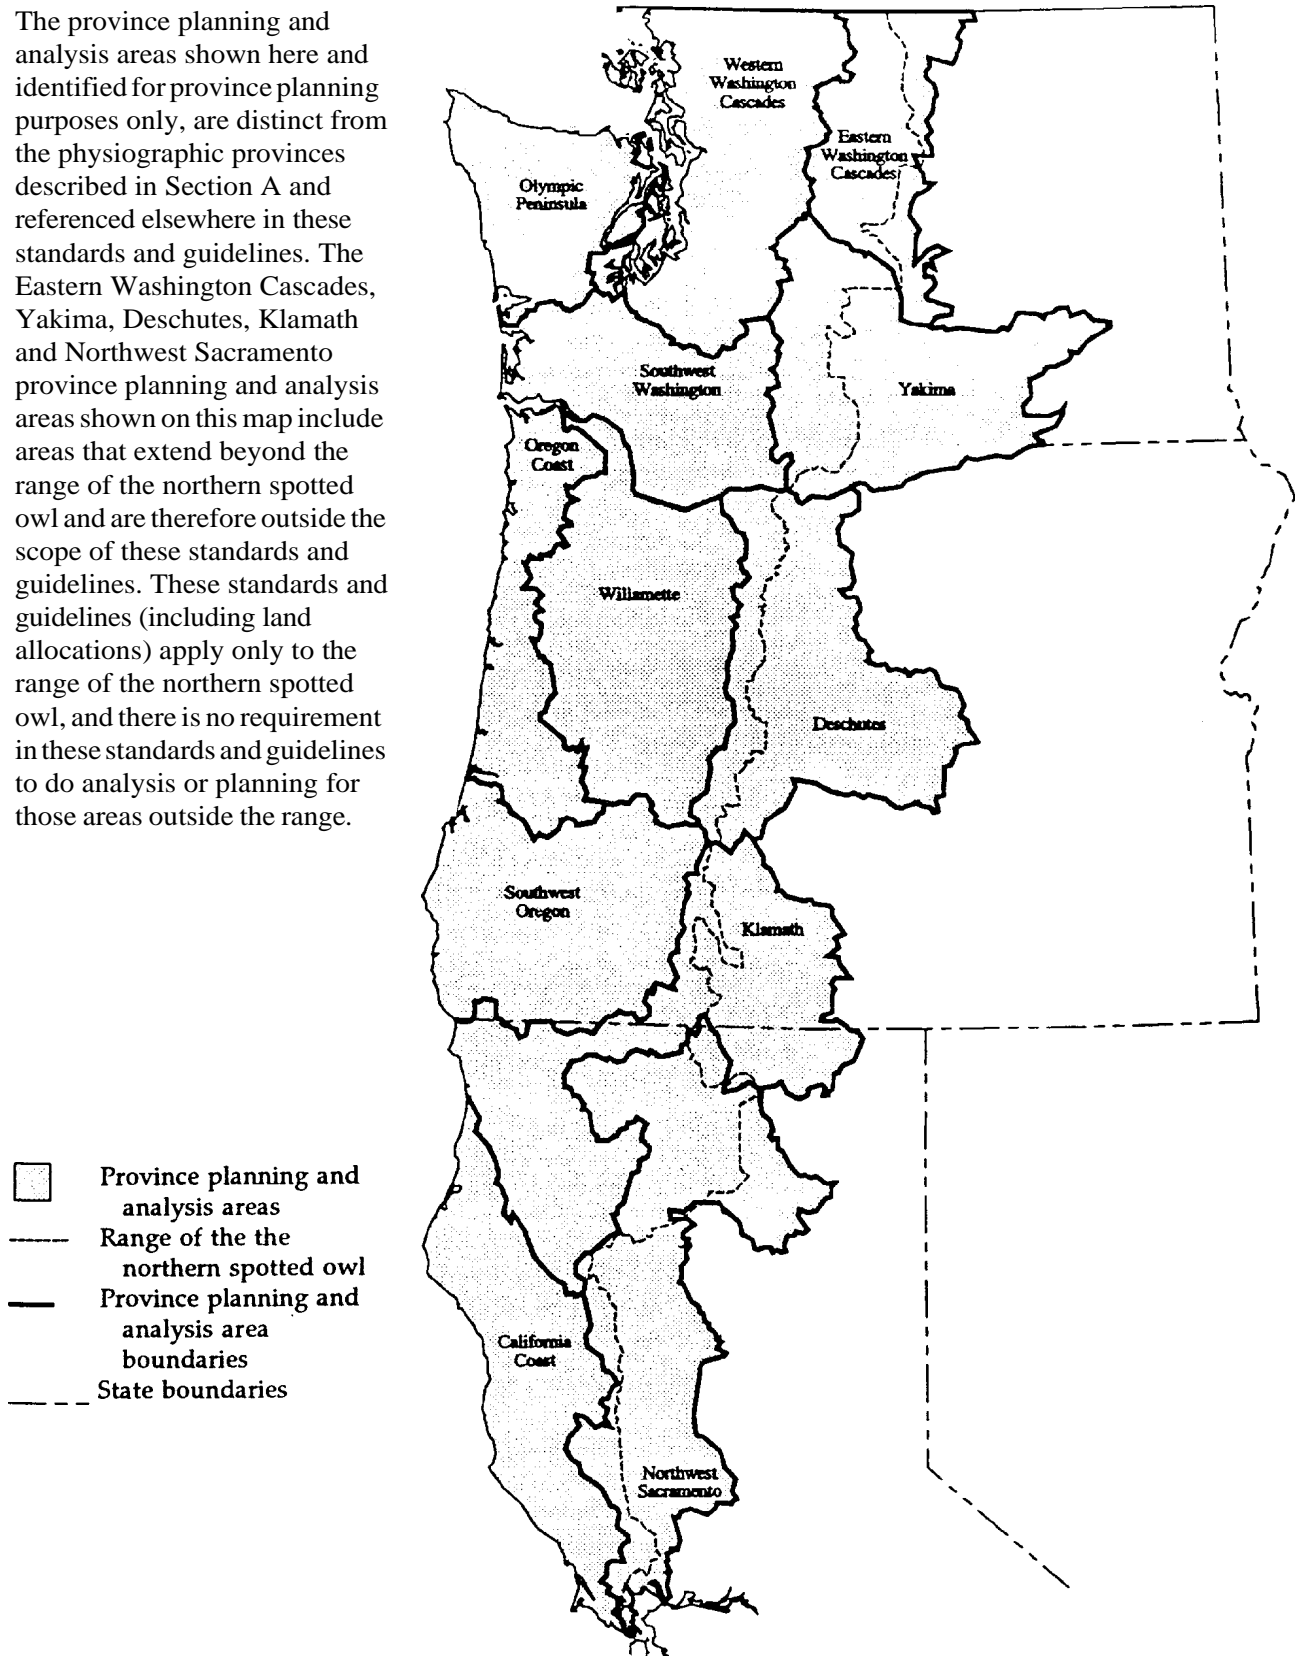 The province planning and
analysis areas shown here and
identified for province planning
purposes only, are distinct from
the physiographic provinces
described in Section A and
referenced elsewhere in these
standards and guidelines. The
Eastern Washington Cascades,
Yakima, Deschutes, Klamath
and Northwest Sacramento
province planning and analysis
areas shown on this map include
areas that extend beyond the
range of the northern spotted
owl and are therefore outside the
scope of these standards and
guidelines. These standards and
guidelines (including land
allocations) apply only to the
range of the northern spotted
owl, and there is no requirement
in these standards and guidelines
to do analysis or planning for
those areas outside the range.
Western
Washington
Cascades
Eastern
Washington
Cascades
Olympic
Peninsula
Southwest
Washington
Yakima
Oregon
Coast
Willamette
Deschutes
Southwest
Oregon
Klamath
California
Coast
Northwest
Sacramento
Province planning and
analysis areas
Range of the the
northern spotted owl
Province planning and
analysis area
boundaries
State boundaries